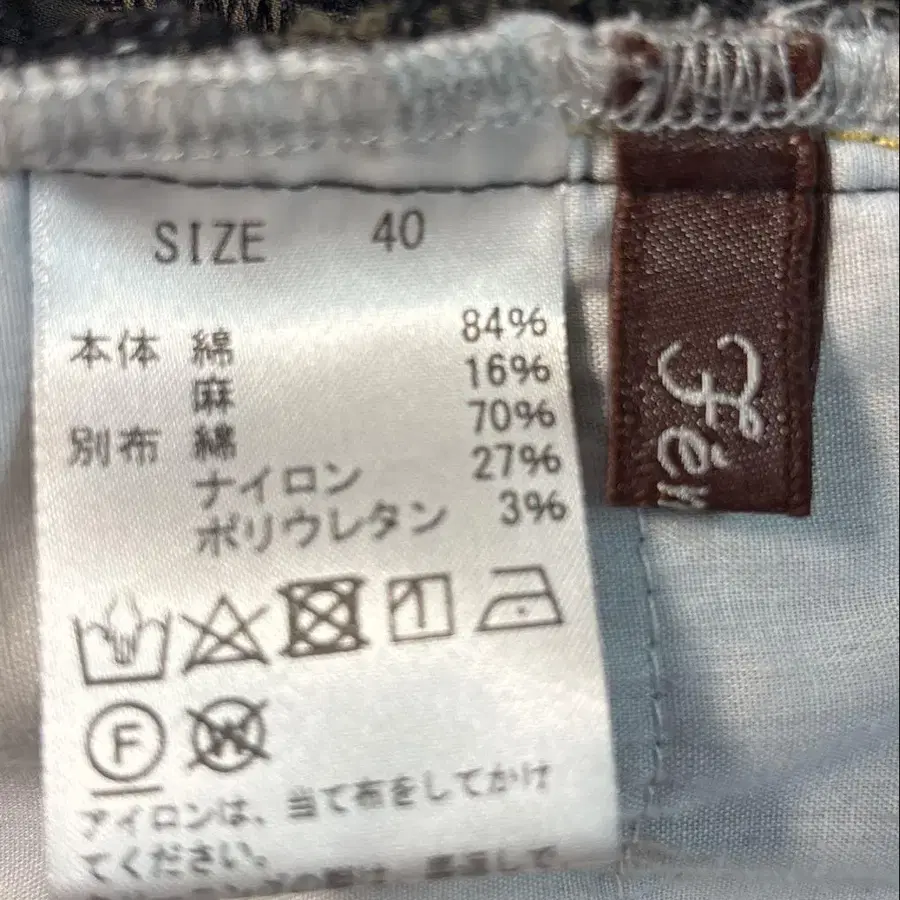 SIZE 40
本体 綿 84%
麻 16%
別布 綿 70%
ナイロン 27%
ポリウレタン 3%
F W
アイロンは、当て布をしてかけ
てください。
Fér